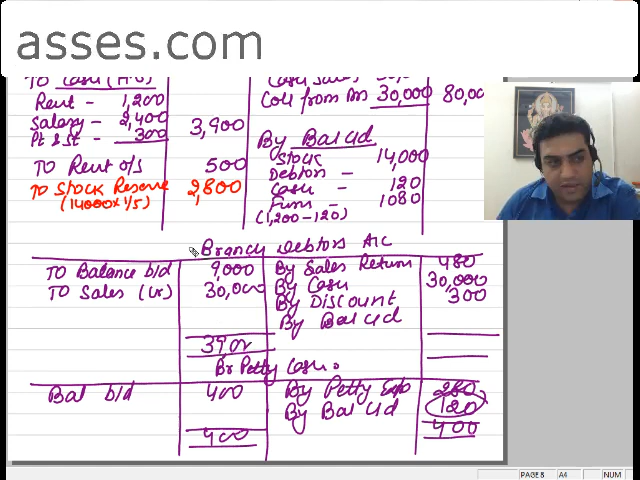 asses.com
To Cash (H.O)
Rent - 1,200
Salary - 2,400
Pt & St - 300 3,900
To Rent o/s 500
To Stock Reserve 2,800
(14000x1/5)
Cash Sales
Coll from Drs 30,000 80,00
By Bal c/d
Stock 14,000
Debtors -
Cash - 120
Furn - 1080
(1,200-120)
Branch Debtors A/c
To Balance b/d 9,000 By Sales Return 480
To Sales (Cr) 30,000 By Cash 30,000
By Discount 300
By Bal c/d
390
Br Petty Cash.
Bal b/d 400 By Petty Exp 280
By Bal c/d 120
400 400
PAGE 8 A4 NUM